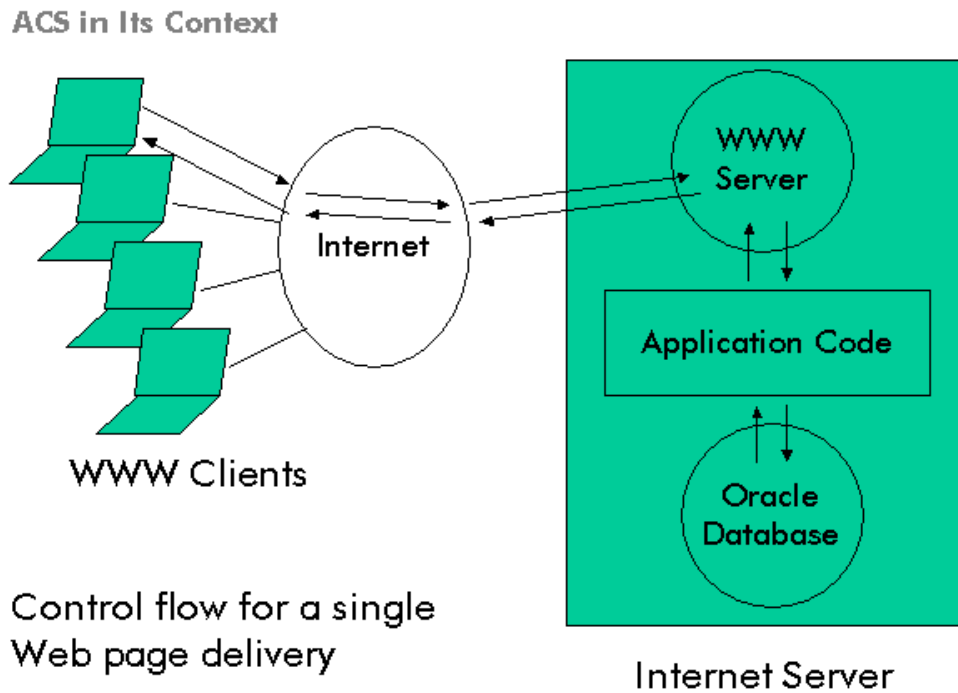 ACS in Its Context
WWW
Server
Internet
Application Code
WWW Clients
Oracle
Database
Control flow for a single
Web page delivery
Internet Server